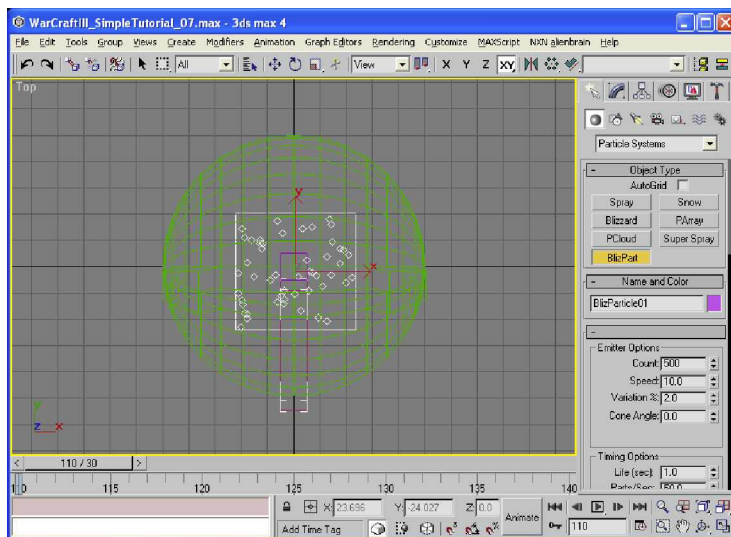 WarCraftIII_SimpleTutorial_07.max - 3ds max 4
File Edit Tools Group Views Create Modifiers Animation Graph Editors Rendering Customize MAXScript NXN alienbrain Help
All View X Y Z XY
Top
y
x
y
z x
Particle Systems
- Object Type
AutoGrid
Spray Snow
Blizzard PArray
PCloud Super Spray
BlizPart
- Name and Color
BlizParticle01
-
Emitter Options
Count: 500
Speed: 10.0
Variation %: 2.0
Cone Angle: 0.0
Timing Options
Life (sec): 1.0
Parts/Sec: 50.0
< 110 / 30 >
110 115 120 125 130 135 140
X: 23.696 Y: -24.027 Z: 0.0
Add Time Tag
Animate
110